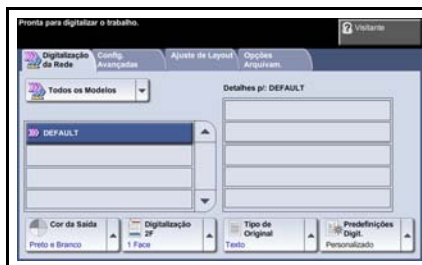 Pronta para digitalizar o trabalho.
Visitante
Digitalização
da Rede
Config.
Avançadas
Ajuste de Layout
Opções
Arquivam.
Todos os Modelos
Detalhes p/: DEFAULT
DEFAULT
Cor da Saída
Preto e Branco
Digitalização
2F
1 Face
Tipo de
Original
Texto
Predefinições
Digit.
Personalizado